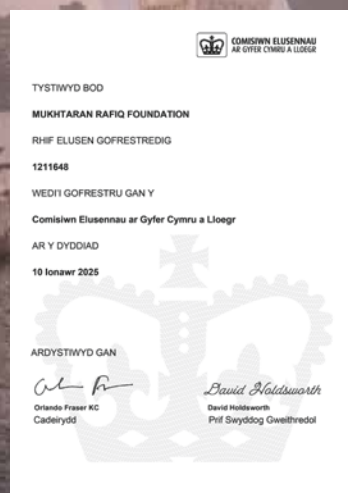 COMISIWN ELUSENNAU
AR GYFER CYMRU A LLOEGR
TYSTIWYD BOD
MUKHTARAN RAFIQ FOUNDATION
RHIF ELUSEN GOFRESTREDIG
1211648
WEDI'I GOFRESTRU GAN Y
Comisiwn Elusennau ar Gyfer Cymru a Lloegr
AR Y DYDDIAD
10 Ionawr 2025
ARDYSTIWYD GAN
David Holdsworth
Orlando Fraser KC
David Holdsworth
Cadeirydd
Prif Swyddog Gweithredol